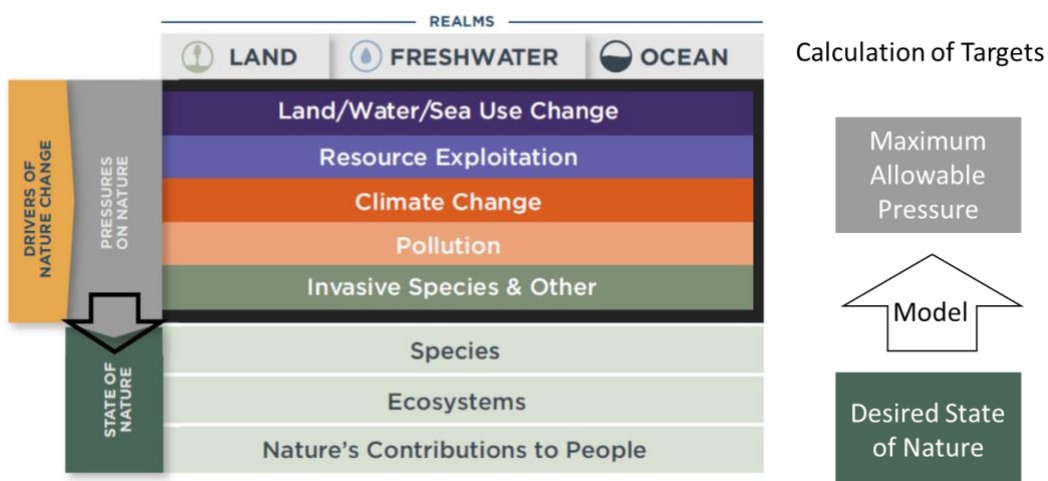 REALMS
LAND
FRESHWATER
OCEAN
DRIVERS OF
NATURE CHANGE
PRESSURES
ON NATURE
Land/Water/Sea Use Change
Resource Exploitation
Climate Change
Pollution
Invasive Species & Other
STATE OF
NATURE
Species
Ecosystems
Nature's Contributions to People
Calculation of Targets
Maximum
Allowable
Pressure
Model
Desired State
of Nature